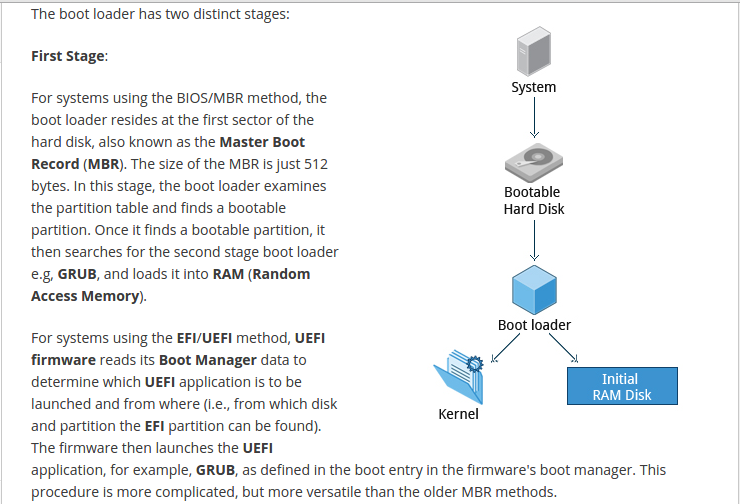 The boot loader has two distinct stages:
First Stage:
For systems using the BIOS/MBR method, the
boot loader resides at the first sector of the
hard disk, also known as the Master Boot
Record (MBR). The size of the MBR is just 512
bytes. In this stage, the boot loader examines
the partition table and finds a bootable
partition. Once it finds a bootable partition, it
then searches for the second stage boot loader
e.g, GRUB, and loads it into RAM (Random
Access Memory).
For systems using the EFI/UEFI method, UEFI
firmware reads its Boot Manager data to
determine which UEFI application is to be
launched and from where (i.e., from which disk
and partition the EFI partition can be found).
The firmware then launches the UEFI
application, for example, GRUB, as defined in the boot entry in the firmware's boot manager. This
procedure is more complicated, but more versatile than the older MBR methods.
System
Bootable
Hard Disk
Boot loader
Kernel
Initial
RAM Disk